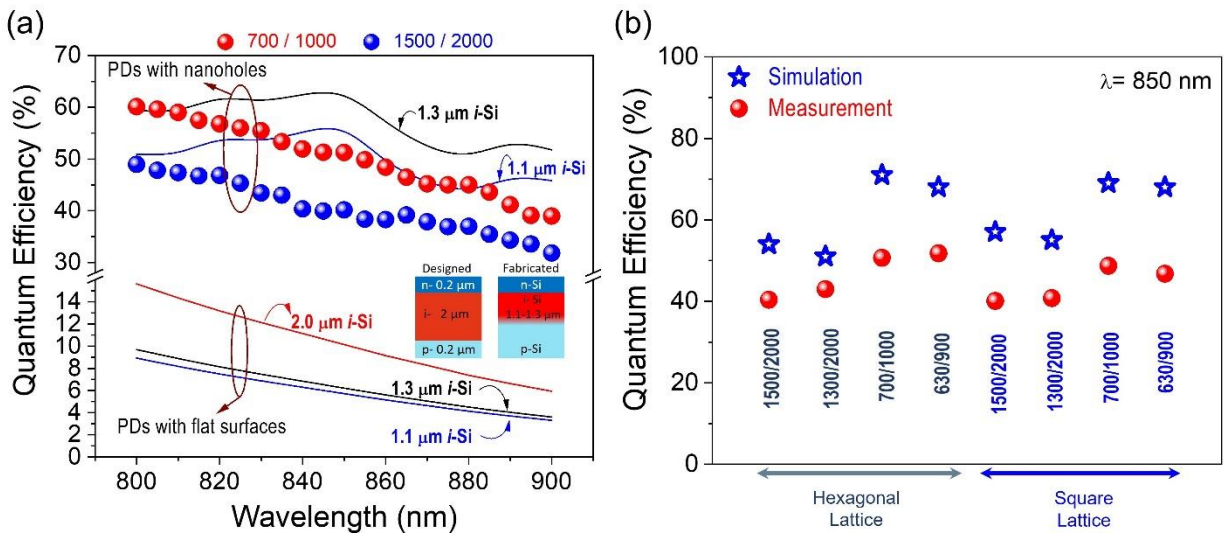 (a)
700 / 1000
1500 / 2000
PDs with nanoholes
1.3 μm i-Si
1.1 μm i-Si
Designed
Fabricated
n- 0.2 μm
n-Si
i- 2 μm
i- Si
1.1-1.3 μm
p- 0.2 μm
p-Si
2.0 μm i-Si
1.3 μm i-Si
PDs with flat surfaces
1.1 μm i-Si
Quantum Efficiency (%)
70
60
50
40
30
14
12
10
8
6
4
2
0
800
820
840
860
880
900
Wavelength (nm)
(b)
Simulation
Measurement
λ= 850 nm
Quantum Efficiency (%)
100
80
60
40
20
0
1500/2000
1300/2000
700/1000
630/900
1500/2000
1300/2000
700/1000
630/900
Hexagonal
Lattice
Square
Lattice